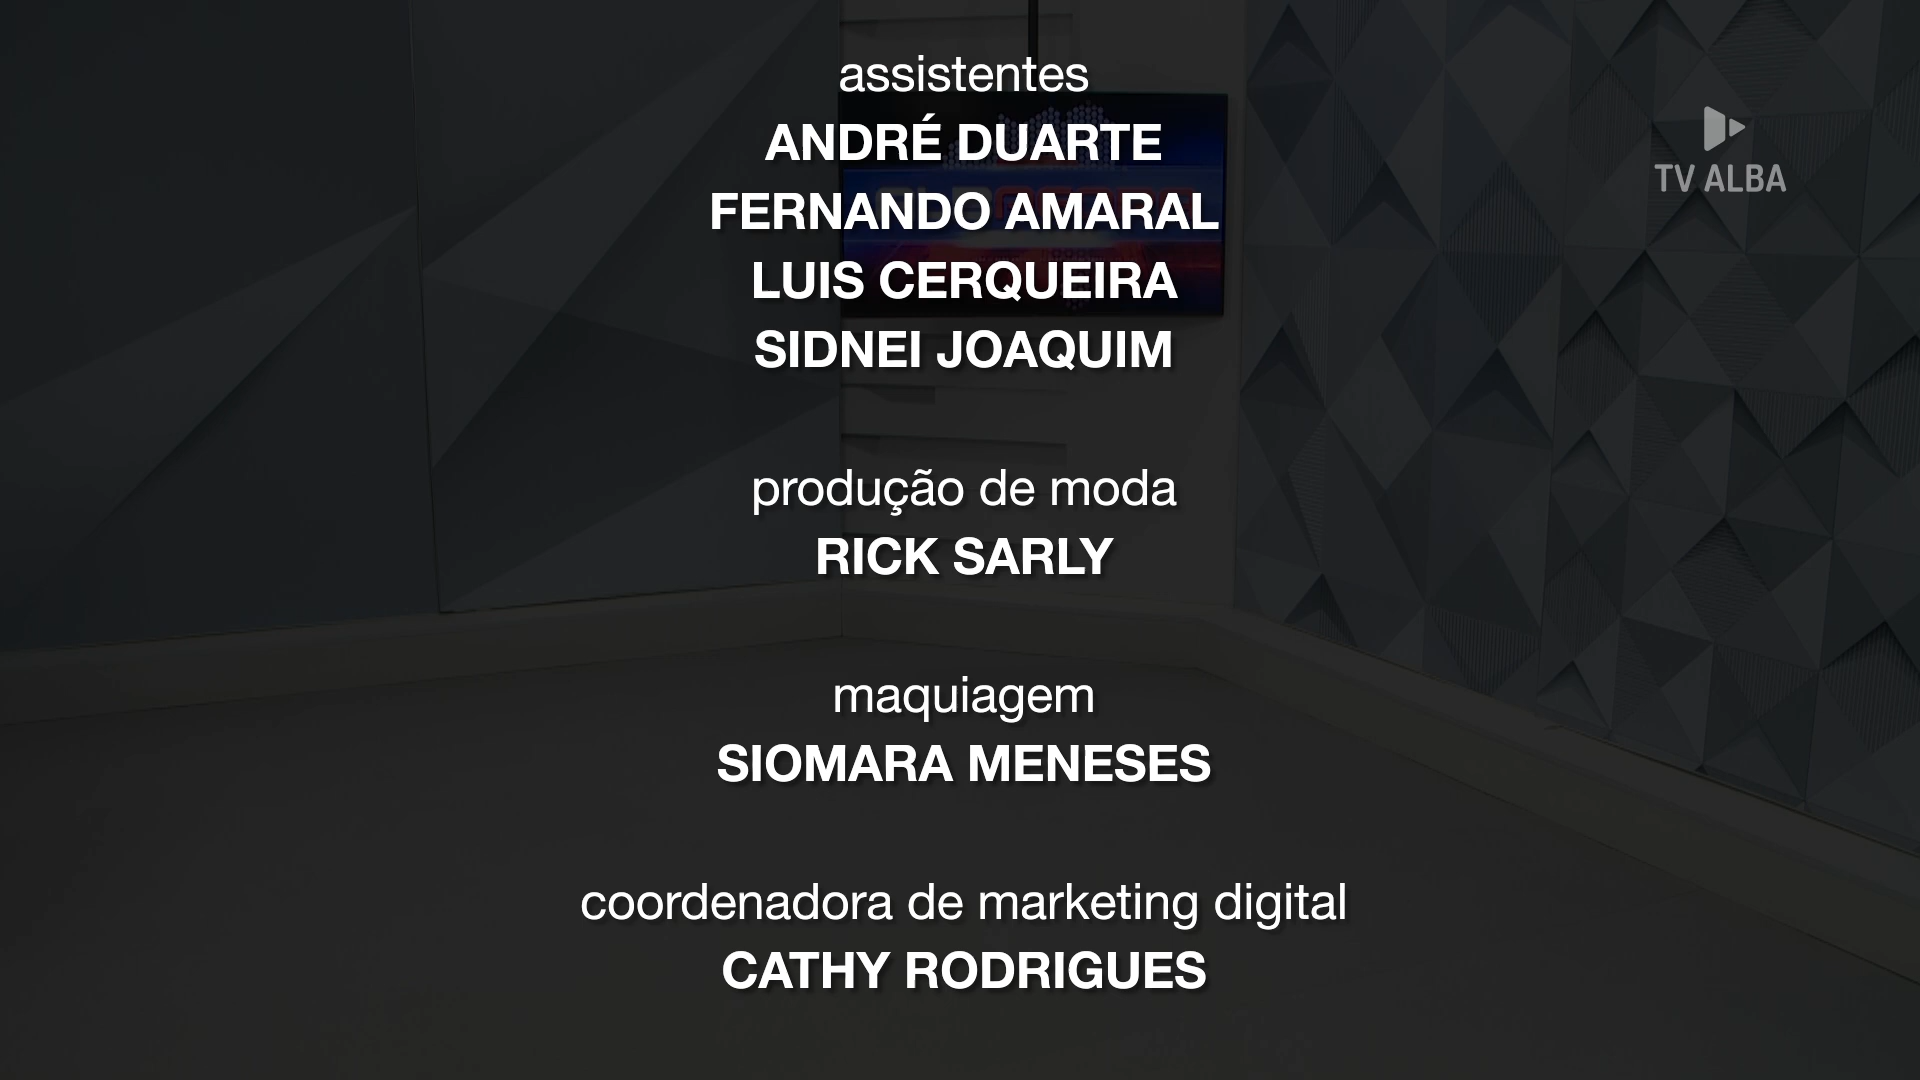 assistentes
ANDRÉ DUARTE
FERNANDO AMARAL
LUIS CERQUEIRA
SIDNEI JOAQUIM
produção de moda
RICK SARLY
maquiagem
SIOMARA MENESES
coordenadora de marketing digital
CATHY RODRIGUES
TV ALBA